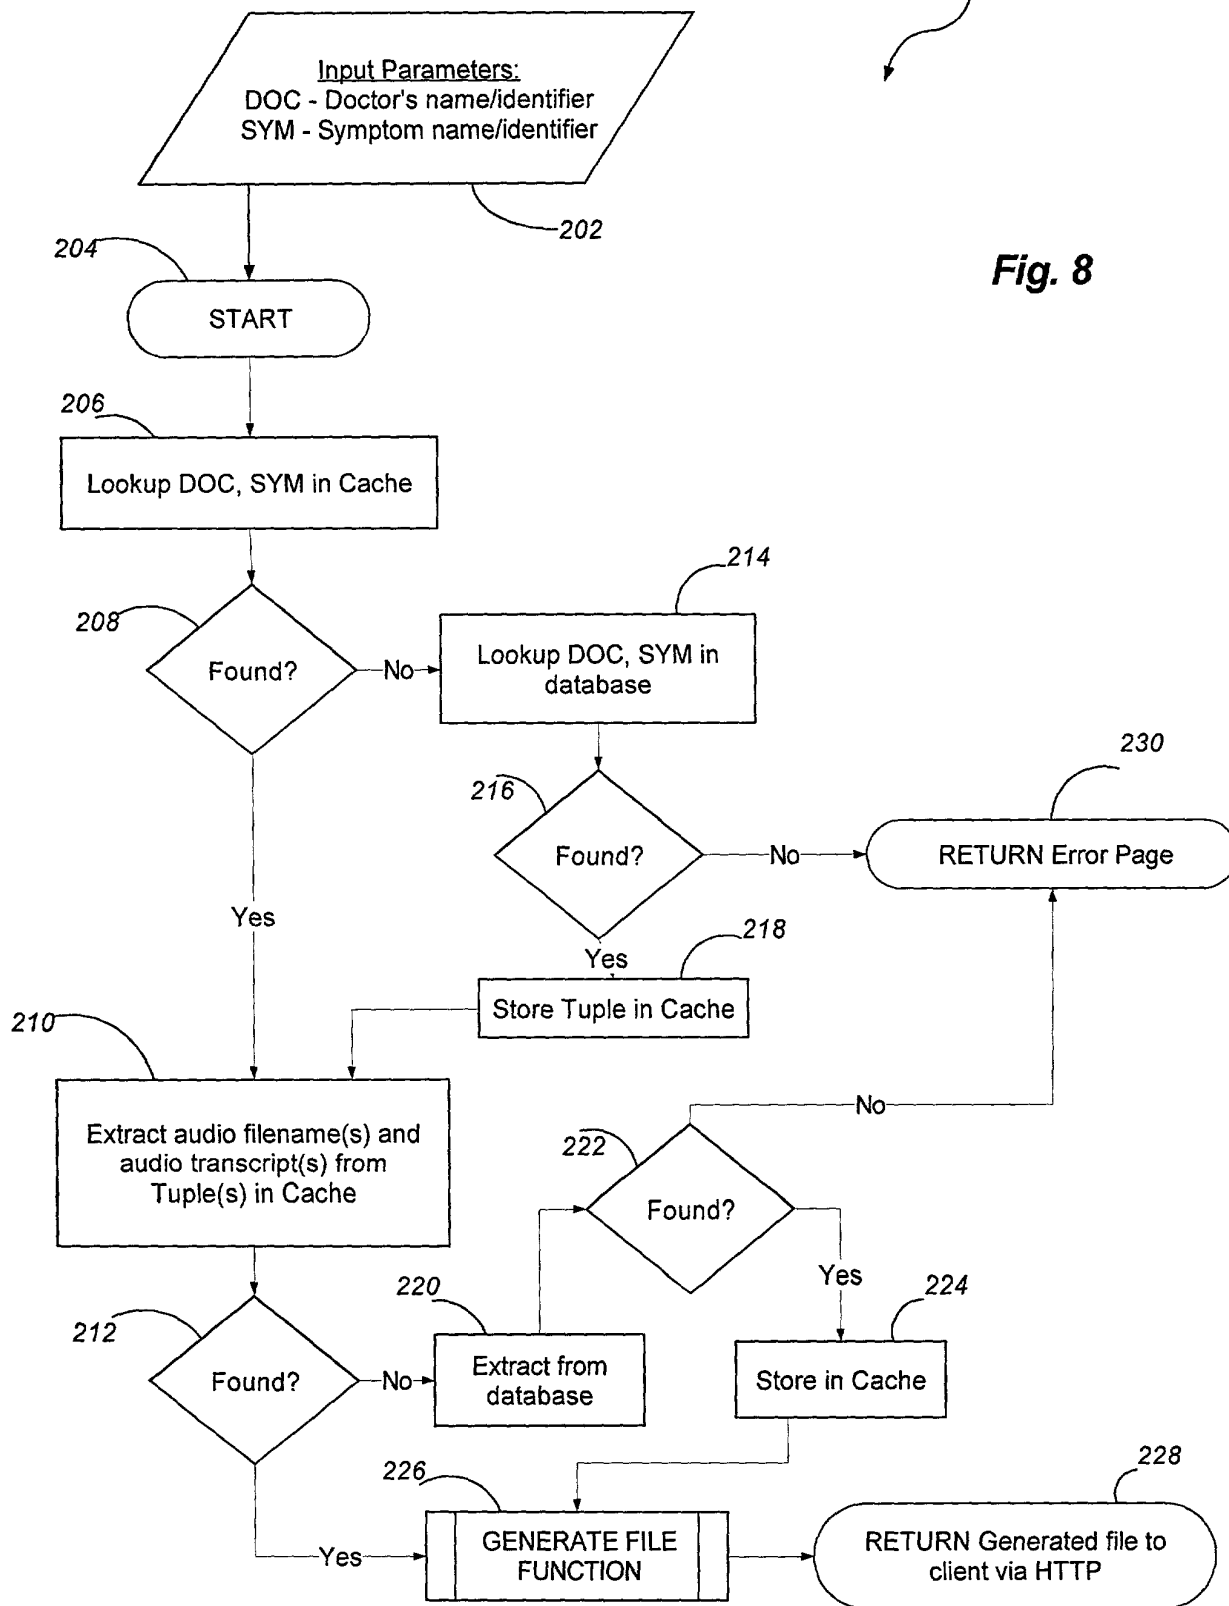 Input Parameters:
DOC - Doctor's name/identifier
SYM - Symptom name/identifier
202
204
Fig. 8
START
206
Lookup DOC, SYM in Cache
214
208
Found?
No
Lookup DOC, SYM in
database
230
216
Found?
No
RETURN Error Page
Yes
218
Yes
Store Tuple in Cache
210
Extract audio filename(s) and
audio transcript(s) from
Tuple(s) in Cache
No
222
Found?
Yes
220
224
212
Found?
No
Extract from
database
Store in Cache
226
228
Yes
GENERATE FILE
FUNCTION
RETURN Generated file to
client via HTTP